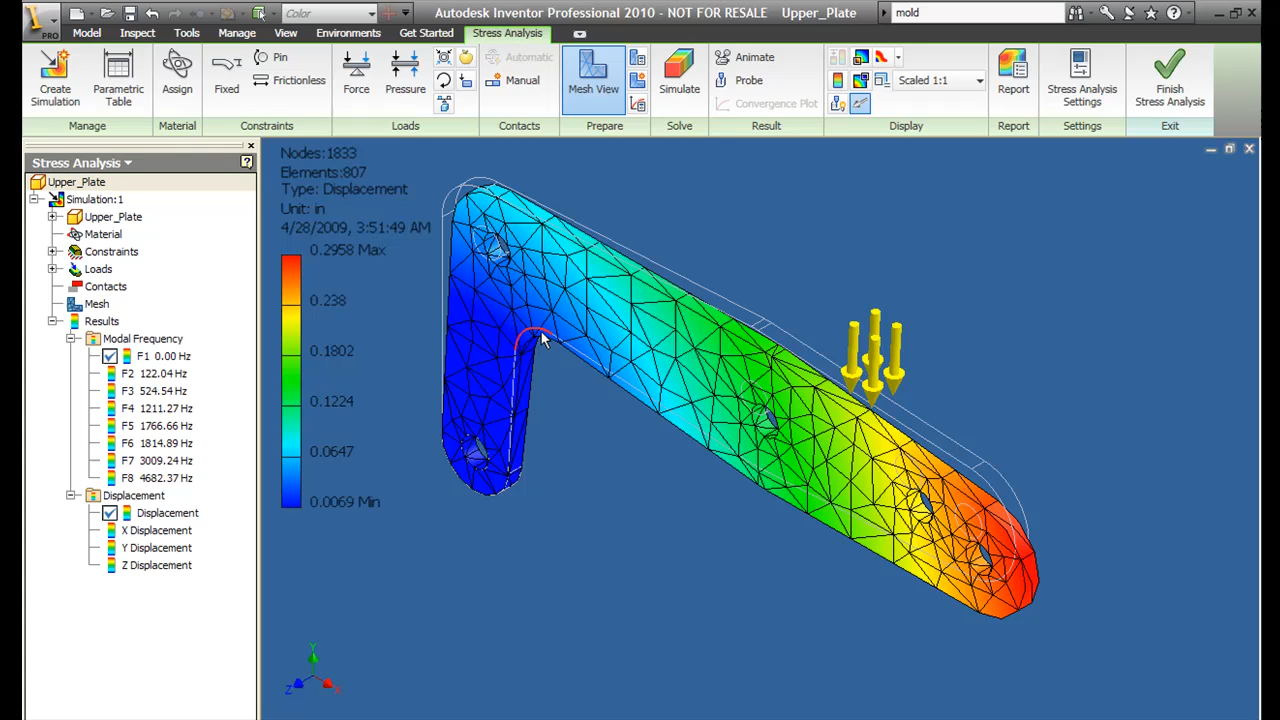 Color
Autodesk Inventor Professional 2010 - NOT FOR RESALE Upper_Plate
mold
PRO
Model Inspect Tools Manage View Environments Get Started Stress Analysis
Create Simulation
Parametric Table
Assign
Fixed
Pin
Frictionless
Force
Pressure
Automatic
Manual
Mesh View
Simulate
Animate
Probe
Convergence Plot
Scaled 1:1
Report
Stress Analysis Settings
Finish Stress Analysis
Manage Material Constraints Loads Contacts Prepare Solve Result Display Report Settings Exit
Stress Analysis
Upper_Plate
Simulation:1
Upper_Plate
Material
Constraints
Loads
Contacts
Mesh
Results
Modal Frequency
F1 0.00 Hz
F2 122.04 Hz
F3 524.54 Hz
F4 1211.27 Hz
F5 1766.66 Hz
F6 1814.89 Hz
F7 3009.24 Hz
F8 4682.37 Hz
Displacement
Displacement
X Displacement
Y Displacement
Z Displacement
Nodes:1833
Elements:807
Type: Displacement
Unit: in
4/28/2009, 3:51:49 AM
0.2958 Max
0.238
0.1802
0.1224
0.0647
0.0069 Min
Y
Z
X